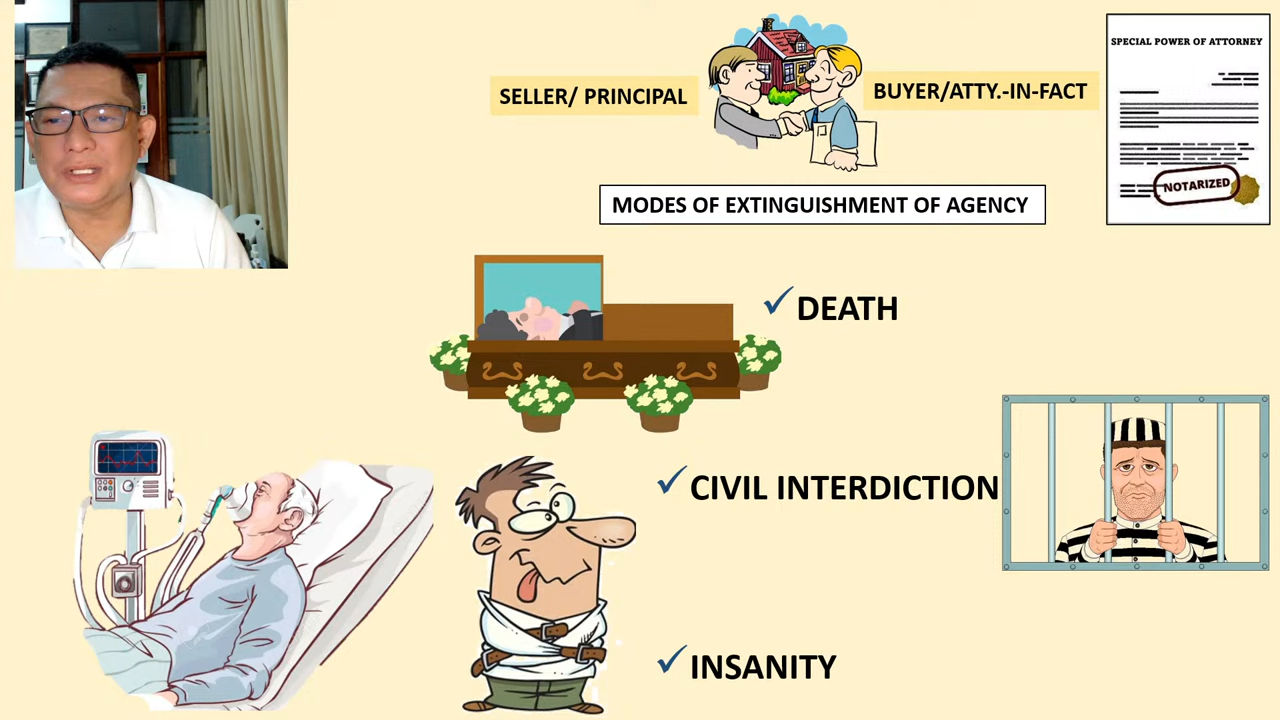 SELLER/ PRINCIPAL
BUYER/ATTY.-IN-FACT
SPECIAL POWER OF ATTORNEY
NOTARIZED
MODES OF EXTINGUISHMENT OF AGENCY
✓DEATH
✓CIVIL INTERDICTION
✓INSANITY